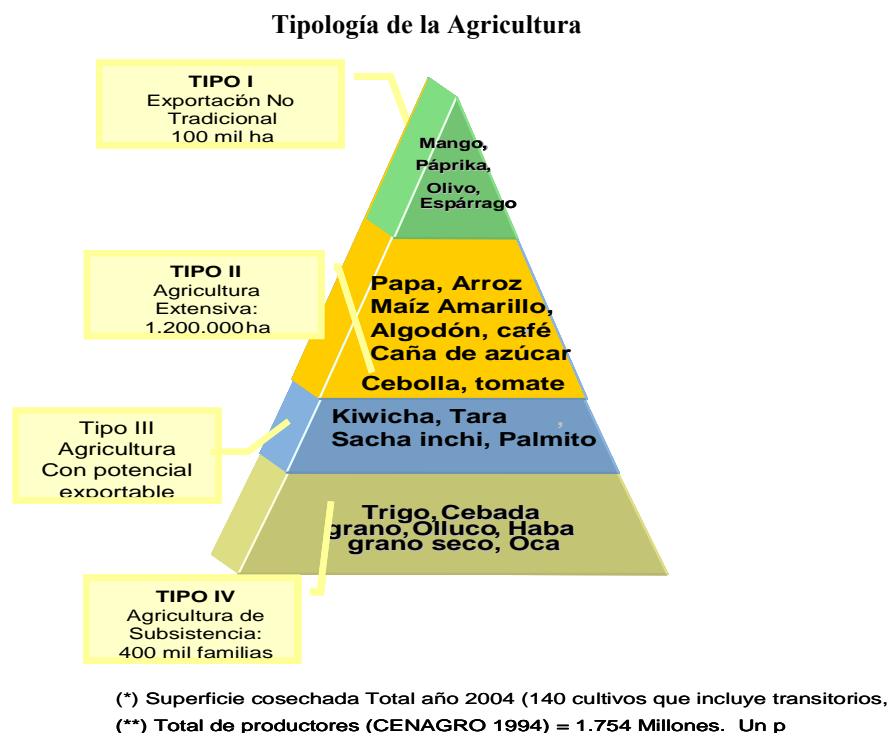 Tipología de la Agricultura
TIPO I
Exportación No
Tradicional
100 mil ha
Mango,
Páprika,
Olivo,
Espárrago
TIPO II
Agricultura
Extensiva:
1.200.000 ha
Papa, Arroz
Maíz Amarillo,
Algodón, café
Caña de azúcar
Cebolla, tomate
Tipo III
Agricultura
Con potencial
exportable
Kiwicha, Tara ,
Sacha inchi, Palmito
Trigo, Cebada
grano, Olluco, Haba
grano seco, Oca
TIPO IV
Agricultura de
Subsistencia:
400 mil familias
(*) Superficie cosechada Total año 2004 (140 cultivos que incluye transitorios,
(**) Total de productores (CENAGRO 1994) = 1.754 Millones. Un p